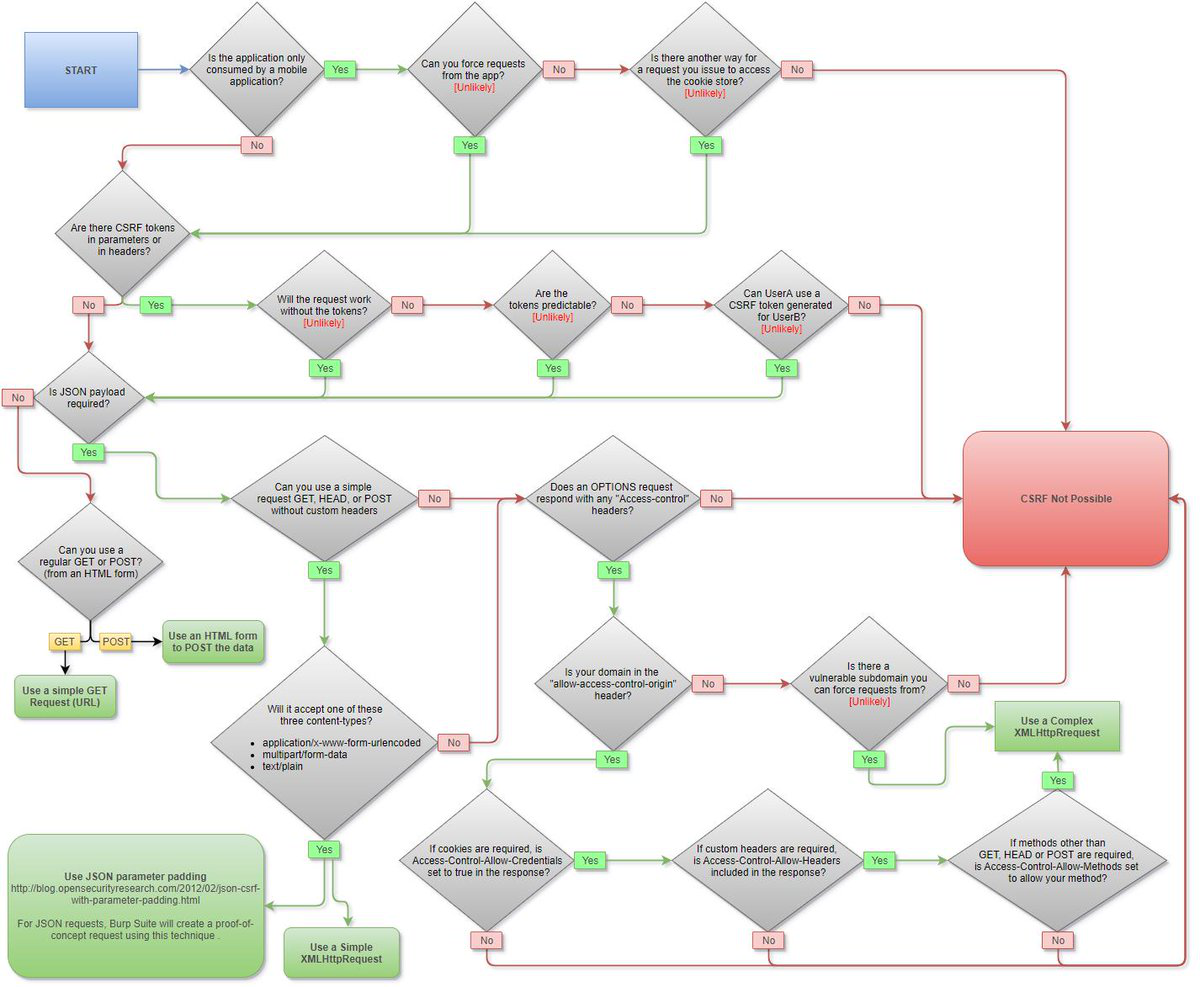 START
Is the application only
consumed by a mobile
application?
Yes
Can you force requests
from the app?
[Unlikely]
No
Is there another way for
a request you issue to access
the cookie store?
[Unlikely]
No
No
Yes
Yes
Are there CSRF tokens
in parameters or
in headers?
No
Yes
Will the request work
without the tokens?
[Unlikely]
No
Are the
tokens predictable?
[Unlikely]
No
Can UserA use a
CSRF token generated
for UserB?
[Unlikely]
No
Yes
Yes
Yes
Is JSON payload
required?
No
Yes
Can you use a simple
request GET, HEAD, or POST
without custom headers
No
Does an OPTIONS request
respond with any "Access-control"
headers?
No
CSRF Not Possible
Can you use a
regular GET or POST?
(from an HTML form)
Yes
Yes
GET
POST
Use an HTML form
to POST the data
Use a simple GET
Request (URL)
Is your domain in the
"allow-access-control-origin"
header?
No
Is there a
vulnerable subdomain you
can force requests from?
[Unlikely]
No
Will it accept one of these
three content-types?
• application/x-www-form-urlencoded
• multipart/form-data
• text/plain
No
Use a Complex
XMLHttpRrequest
Yes
Yes
Yes
If cookies are required, is
Access-Control-Allow-Credentials
set to true in the response?
Yes
If custom headers are required,
is Access-Control-Allow-Headers
included in the response?
Yes
If methods other than
GET, HEAD or POST are required,
is Access-Control-Allow-Methods set
to allow your method?
Yes
Use JSON parameter padding
http://blog.opensecurityresearch.com/2012/02/json-csrf-
with-parameter-padding.html
For JSON requests, Burp Suite will create a proof-of-
concept request using this technique .
Use a Simple
XMLHttpRequest
No
No
No